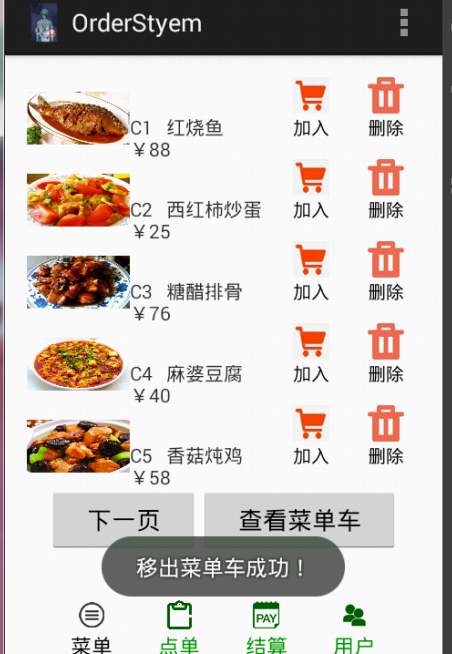 OrderStyem
C1 红烧鱼
￥88
加入 删除
C2 西红柿炒蛋
￥25
加入 删除
C3 糖醋排骨
￥76
加入 删除
C4 麻婆豆腐
￥40
加入 删除
C5 香菇炖鸡
￥58
加入 删除
下一页 查看菜单车
移出菜单车成功！
PAY
菜单 点单 结算 用户